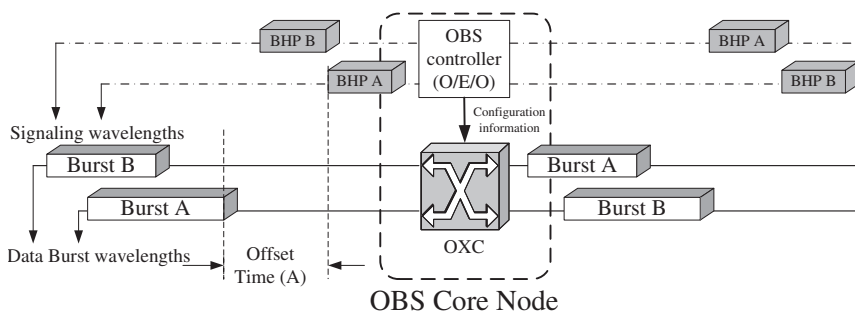 BHP B
OBS
controller
(O/E/O)
BHP A
BHP A
BHP B
Configuration
information
Signaling wavelengths
Burst B
Burst A
Burst A
Burst B
Data Burst wavelengths
Offset
Time (A)
OXC
OBS Core Node